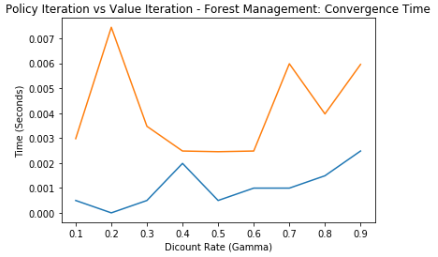 Policy Iteration vs Value Iteration - Forest Management: Convergence Time
0.007
0.006
0.005
0.004
0.003
0.002
0.001
0.000
Time (Seconds)
0.1 0.2 0.3 0.4 0.5 0.6 0.7 0.8 0.9
Dicount Rate (Gamma)